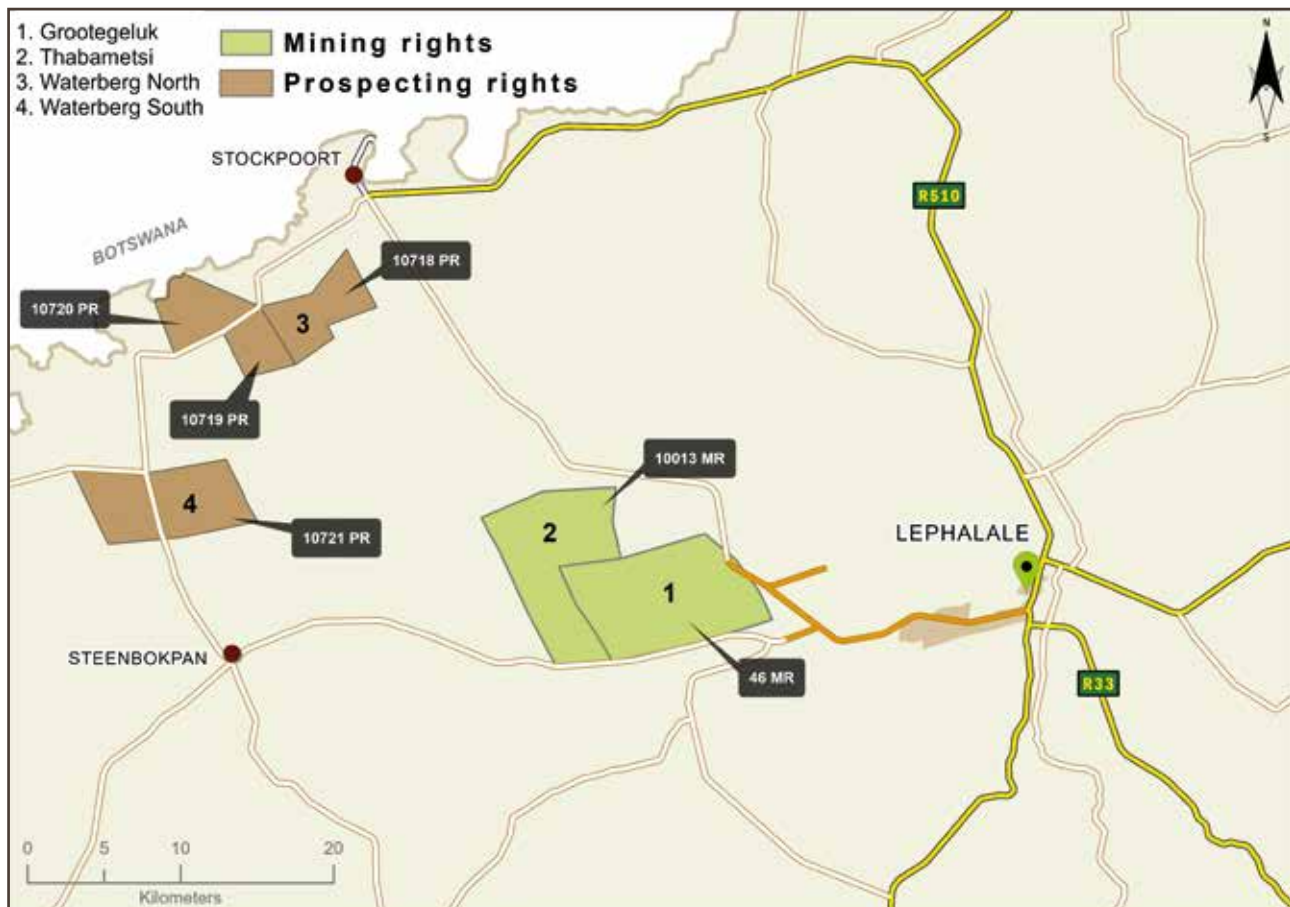 1. Grootegeluk
2. Thabametsi
3. Waterberg North
4. Waterberg South
Mining rights
Prospecting rights
N
S
STOCKPOORT
R510
BOTSWANA
10718 PR
10720 PR
3
10719 PR
10013 MR
4
2
10721 PR
LEPHALALE
1
STEENBOKPAN
46 MR
R33
0 5 10 20
Kilometers